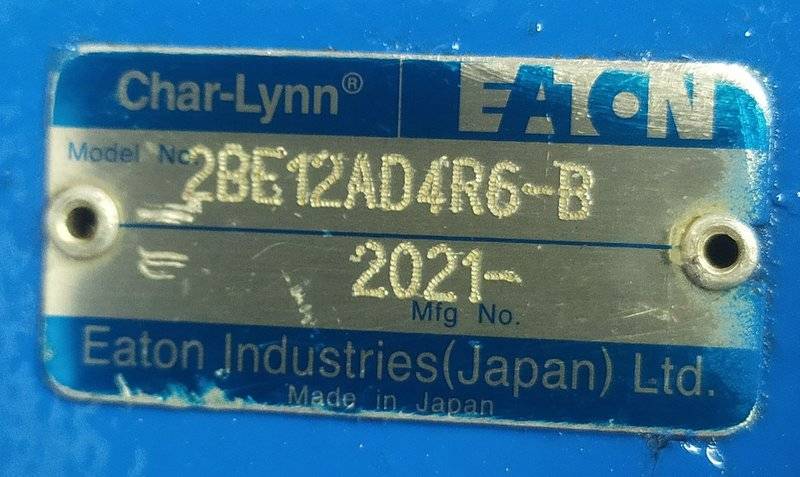 Char-Lynn® EATON
Model No. 2BE12AD4R6-B
2021-
Mfg No.
Eaton Industries(Japan) Ltd.
Made in Japan